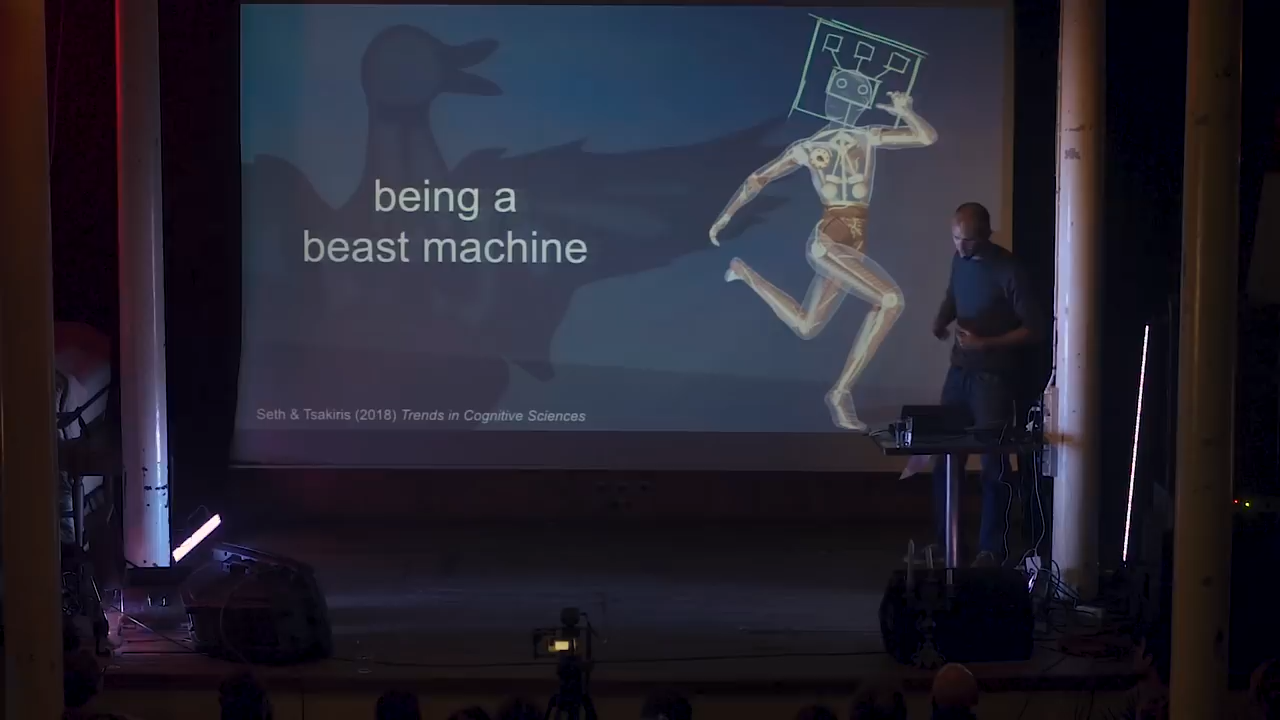 being a
beast machine
Seth & Tsakiris (2018) Trends in Cognitive Sciences